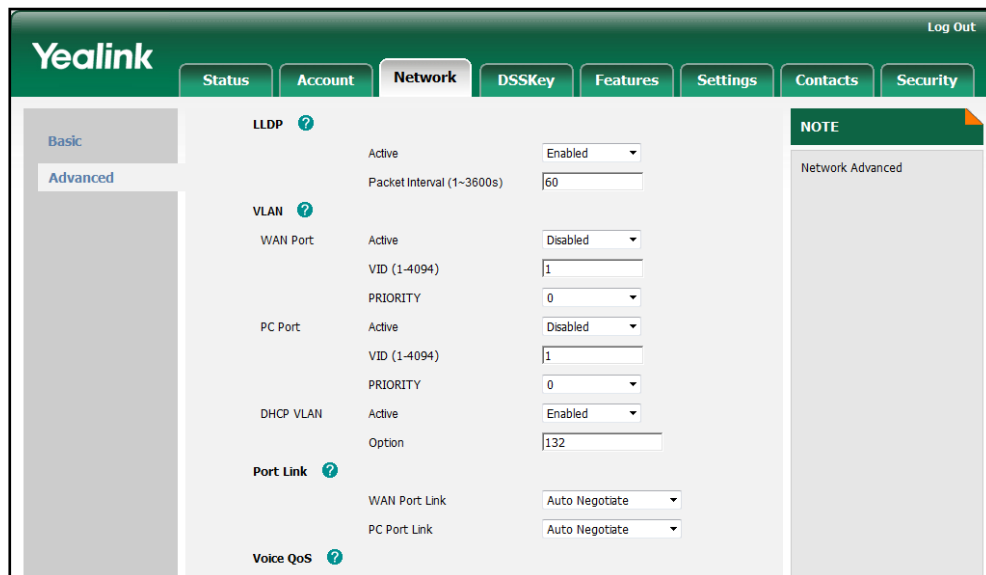 Log Out
Yealink
Status Account Network DSSKey Features Settings Contacts Security
Basic
Advanced
LLDP ?
Active Enabled
Packet Interval (1~3600s) 60
VLAN ?
WAN Port Active Disabled
VID (1-4094) 1
PRIORITY 0
PC Port Active Disabled
VID (1-4094) 1
PRIORITY 0
DHCP VLAN Active Enabled
Option 132
Port Link ?
WAN Port Link Auto Negotiate
PC Port Link Auto Negotiate
Voice QoS ?
NOTE
Network Advanced